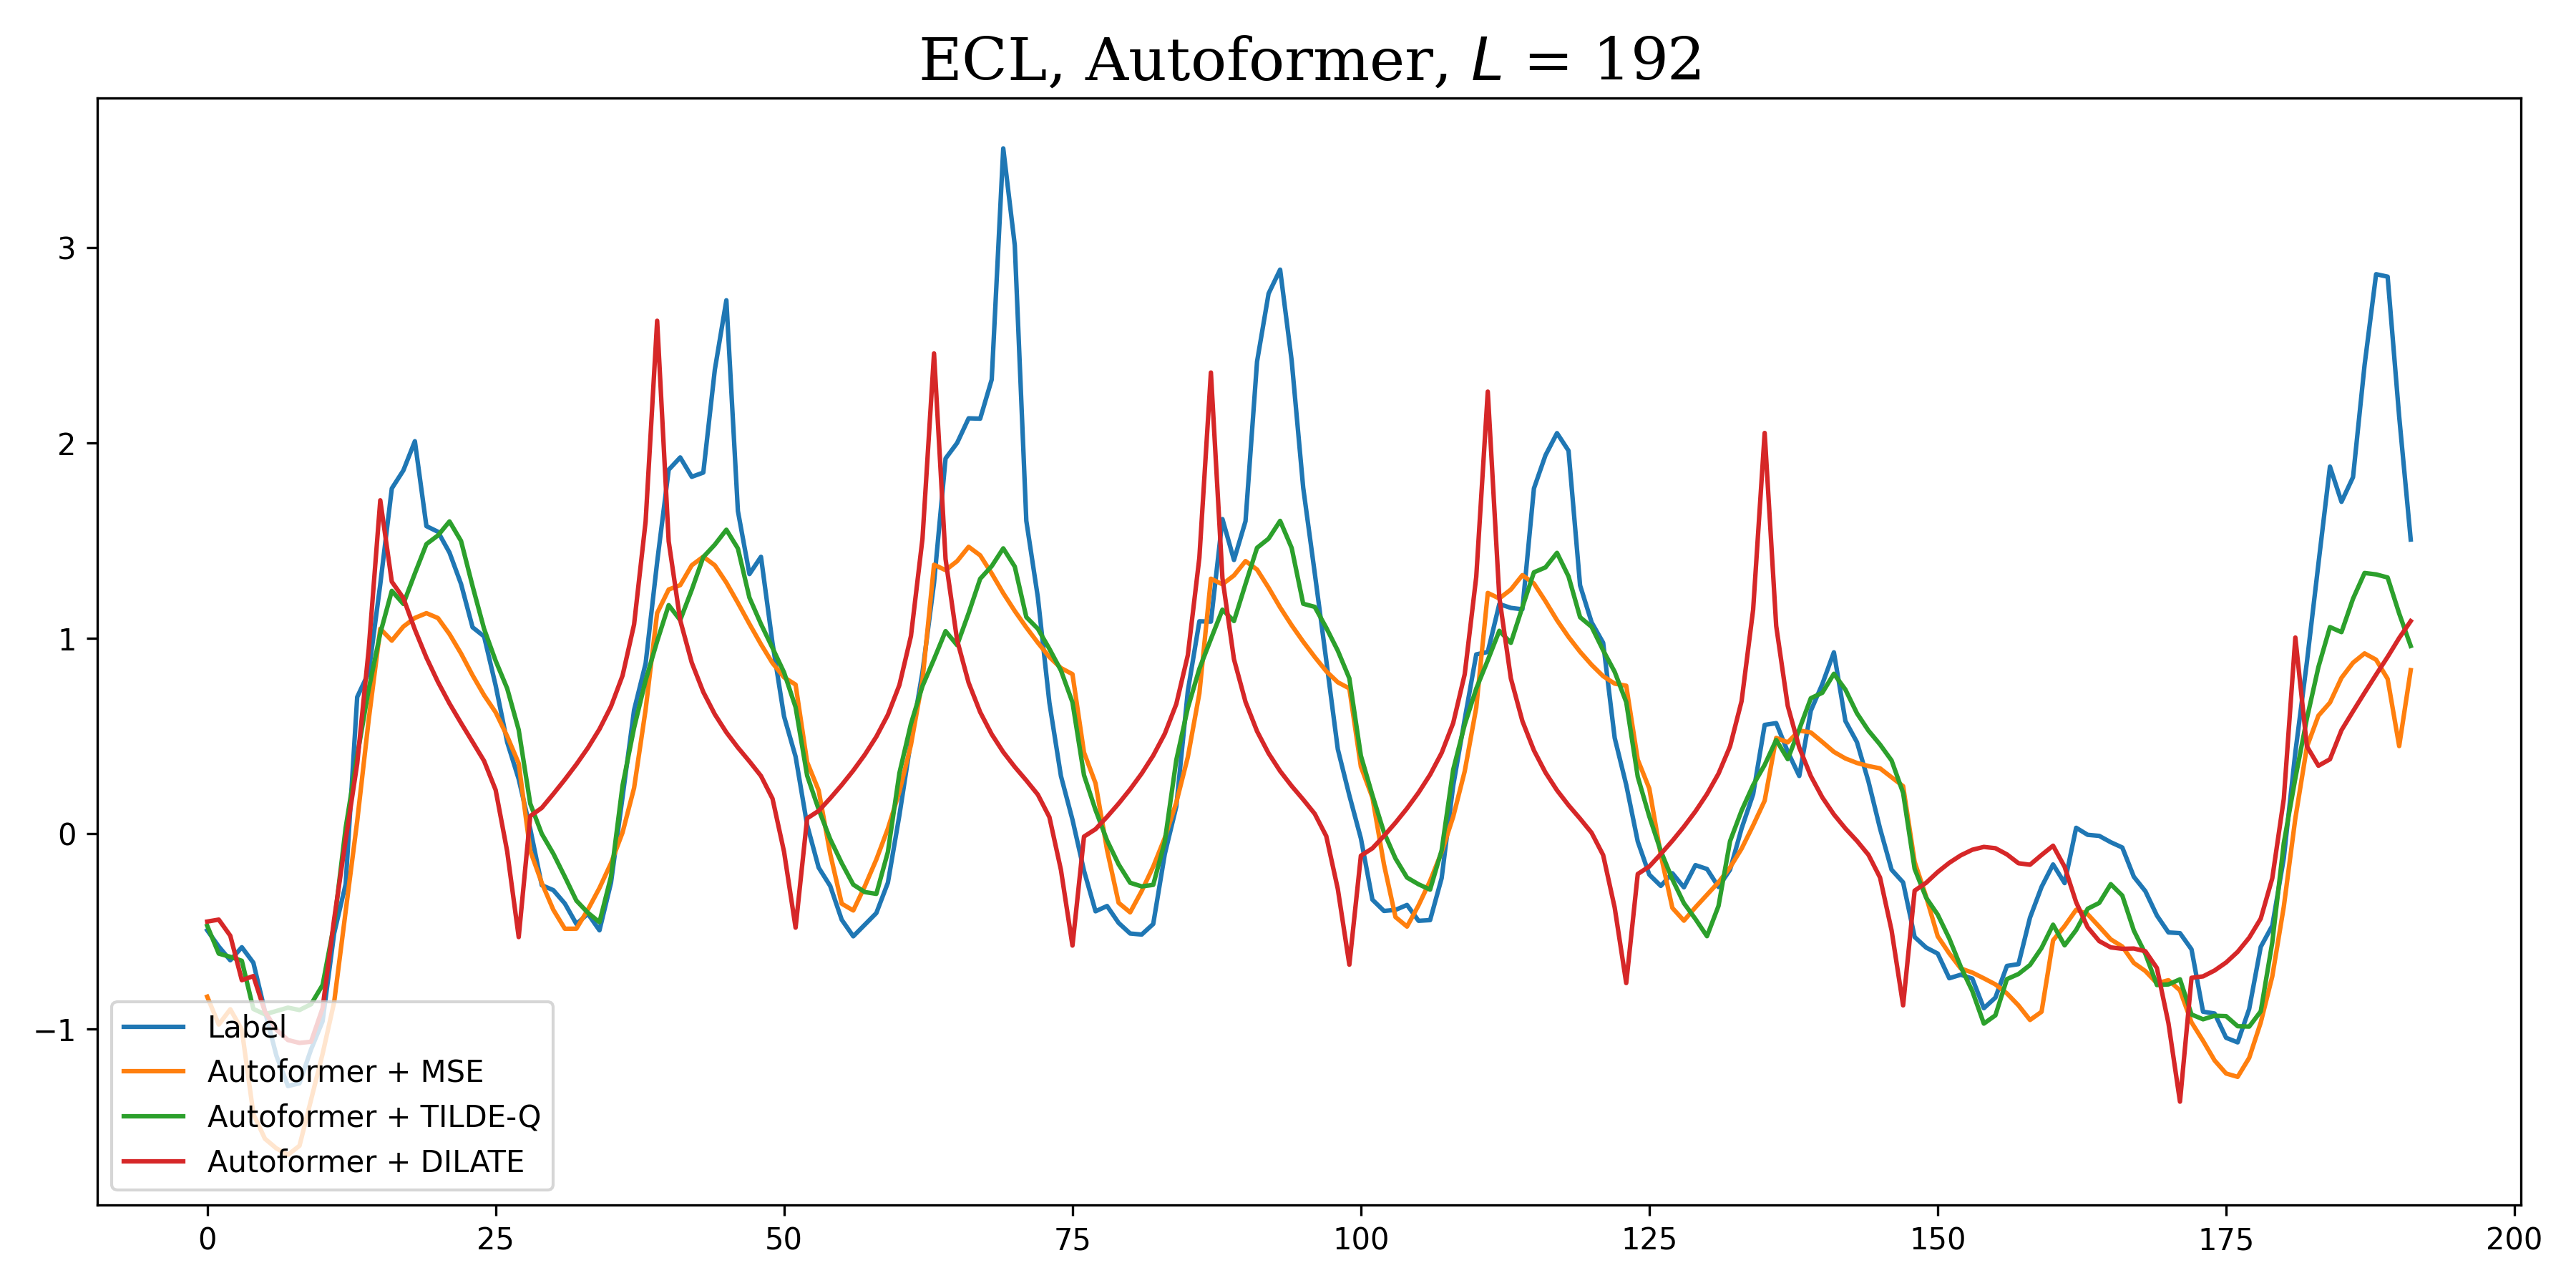 ECL, Autoformer, L = 192
3
2
1
0
−1
Label
Autoformer + MSE
Autoformer + TILDE-Q
Autoformer + DILATE
0 25 50 75 100 125 150 175 200